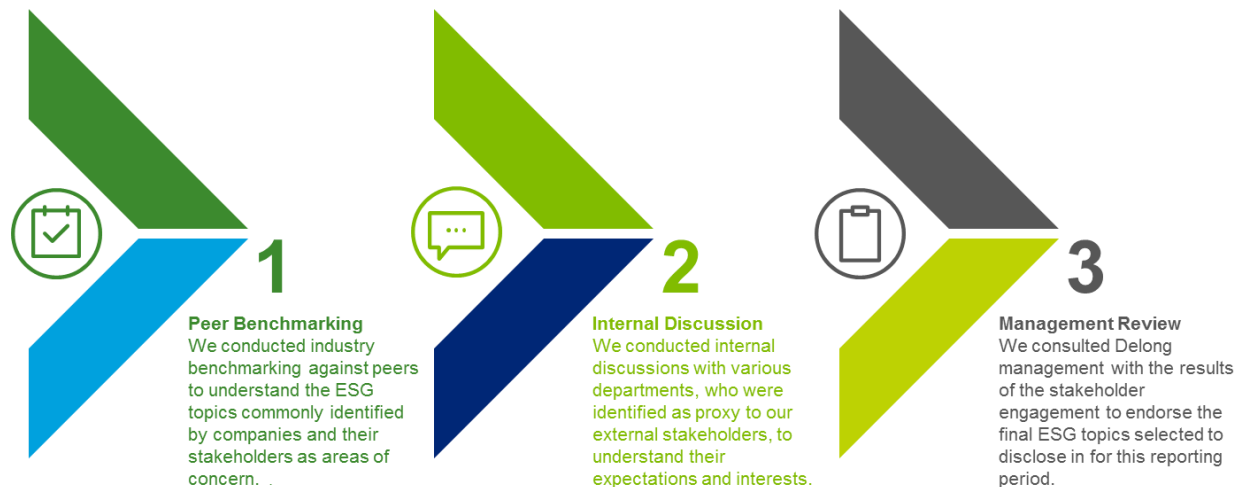 1
Peer Benchmarking
We conducted industry
benchmarking against peers
to understand the ESG
topics commonly identified
by companies and their
stakeholders as areas of
concern. .
2
Internal Discussion
We conducted internal
discussions with various
departments, who were
identified as proxy to our
external stakeholders, to
understand their
expectations and interests.
3
Management Review
We consulted Delong
management with the results
of the stakeholder
engagement to endorse the
final ESG topics selected to
disclose in for this reporting
period.